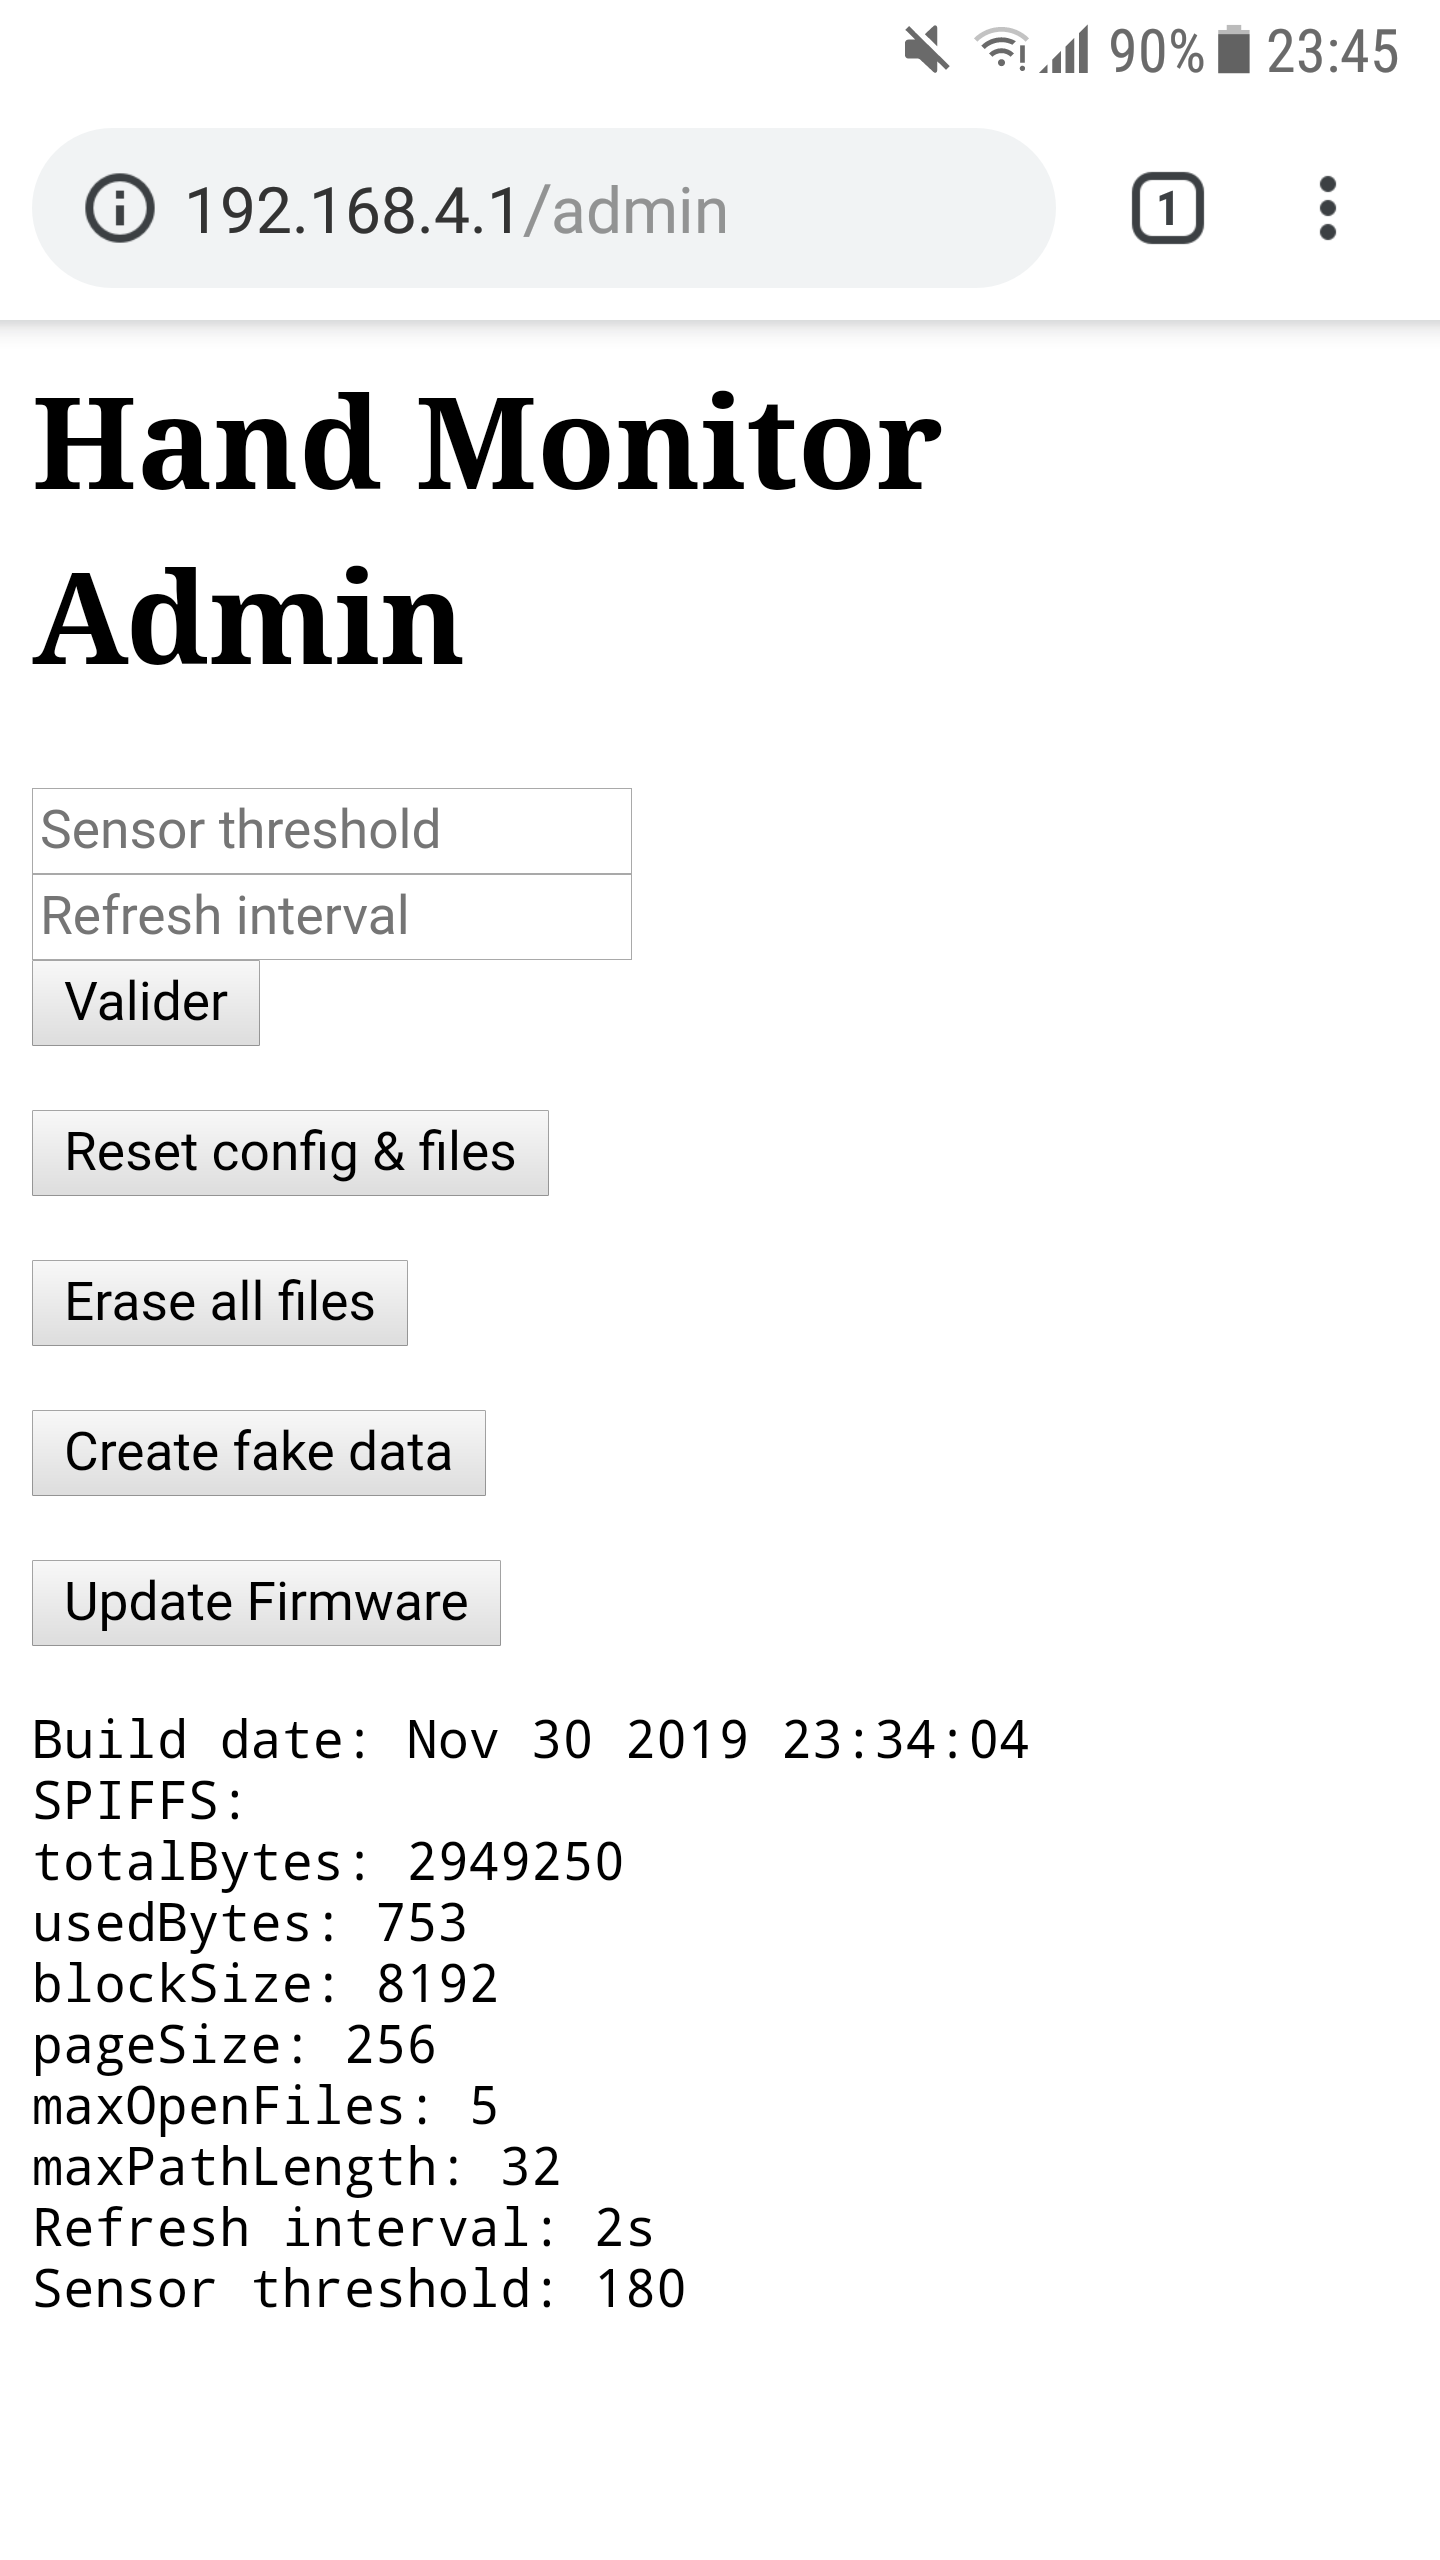 90% 23:45
192.168.4.1/admin
1
Hand Monitor
Admin
Sensor threshold
Refresh interval
Valider
Reset config & files
Erase all files
Create fake data
Update Firmware
Build date: Nov 30 2019 23:34:04
SPIFFS:
totalBytes: 2949250
usedBytes: 753
blockSize: 8192
pageSize: 256
maxOpenFiles: 5
maxPathLength: 32
Refresh interval: 2s
Sensor threshold: 180